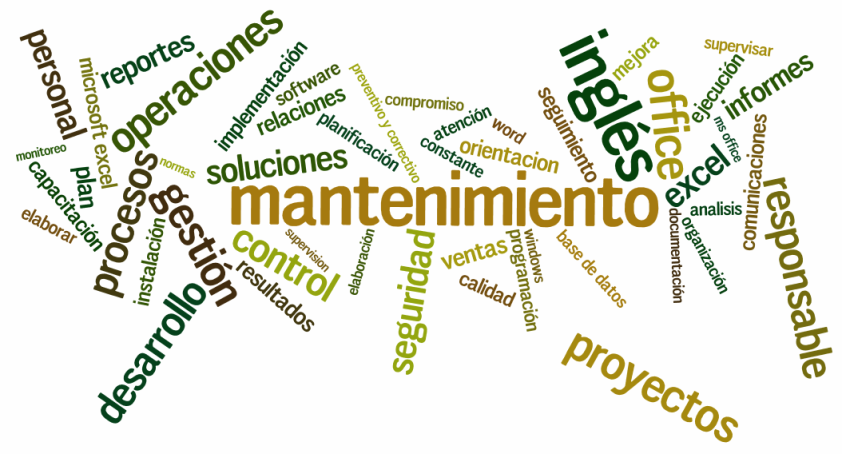 personal
microsoft excel
reportes
operaciones
implementación
software
relaciones
preventivo y correctivo
planificación
compromiso
atención
word
constante
orientacion
seguimiento
inglés
mejora
office
supervisar
ejecución
informes
ms office
excel
comunicaciones
monitoreo
capacitación
plan
procesos
normas
soluciones
mantenimiento
elaborar
instalación
gestión
control
supervision
resultados
elaboración
seguridad
ventas
calidad
programación
windows
base de datos
documentación
analisis
organización
responsable
desarrollo
proyectos